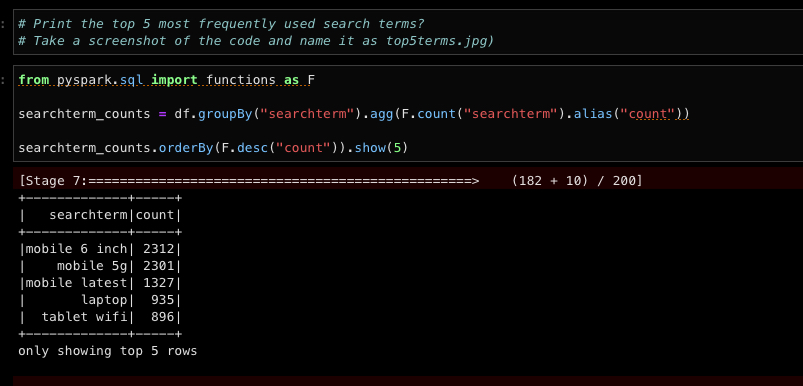 # Print the top 5 most frequently used search terms?
# Take a screenshot of the code and name it as top5terms.jpg)
from pyspark.sql import functions as F
searchterm_counts = df.groupBy("searchterm").agg(F.count("searchterm").alias("count"))
searchterm_counts.orderBy(F.desc("count")).show(5)
[Stage 7:=================================================> (182 + 10) / 200]
+-------------+-----+
|   searchterm|count|
+-------------+-----+
|mobile 6 inch| 2312|
|    mobile 5g| 2301|
|mobile latest| 1327|
|       laptop|  935|
|  tablet wifi|  896|
+-------------+-----+
only showing top 5 rows